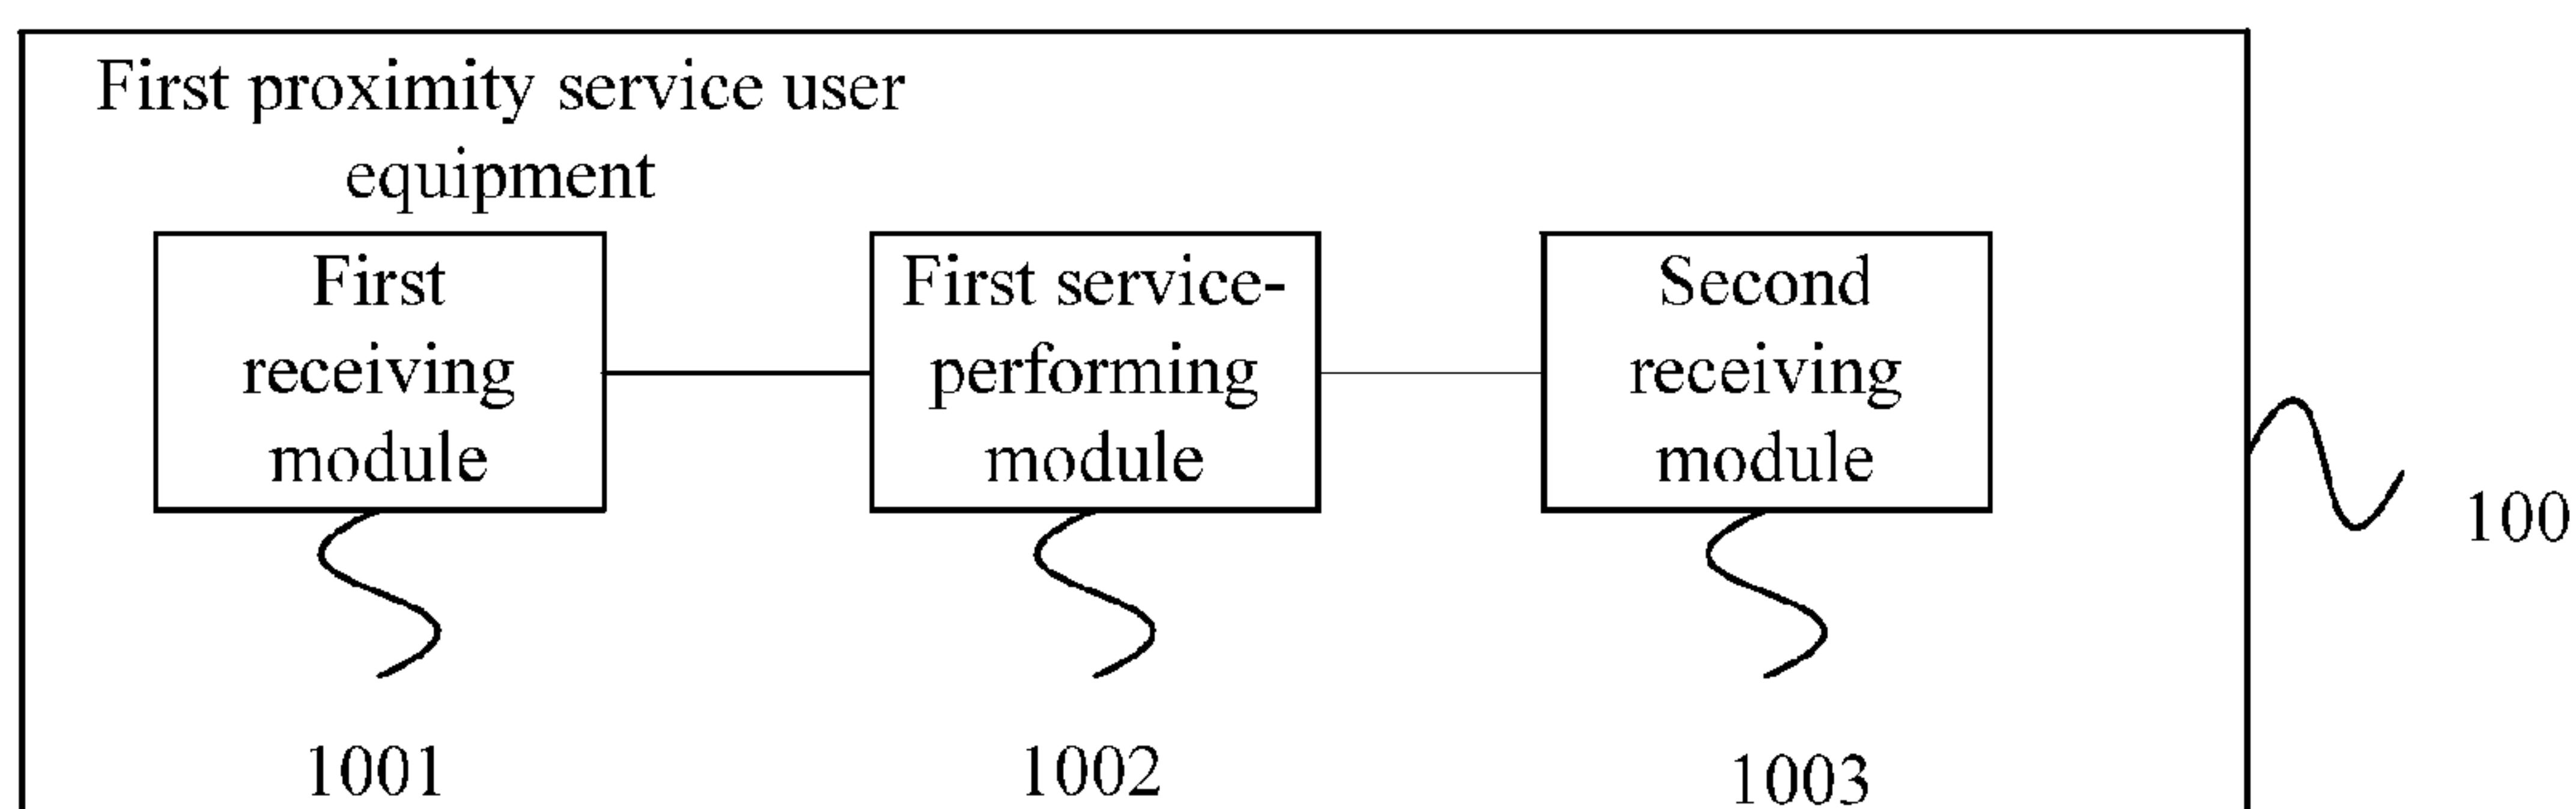 First proximity service user
equipment
First
receiving
module
First service-
performing
module
Second
receiving
module
100
1001
1002
1003